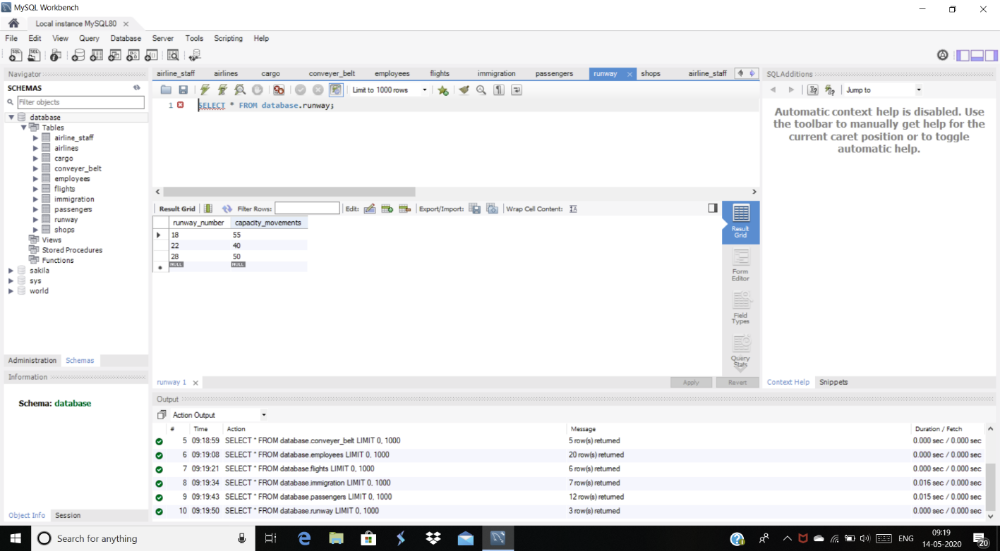 MySQL Workbench
Local instance MySQL80
File Edit View Query Database Server Tools Scripting Help
Navigator
SCHEMAS
Filter objects
database
Tables
airline_staff
airlines
cargo
conveyer_belt
employees
flights
immigration
passengers
runway
shops
Views
Stored Procedures
Functions
sakila
sys
world
Administration Schemas
Information
Schema: database
Object Info Session
airline_staff airlines cargo conveyer_belt employees flights immigration passengers runway shops airline_staff
Limit to 1000 rows
1 SELECT * FROM database.runway;
Result Grid Filter Rows: Edit: Export/Import: Wrap Cell Content:
runway_number capacity_movements
18 55
22 40
28 50
NULL NULL
Result Grid
Form Editor
Field Types
Query Stats
runway 1 Apply Revert
SQLAdditions
Jump to
Automatic context help is disabled. Use
the toolbar to manually get help for the
current caret position or to toggle
automatic help.
Context Help Snippets
Output
Action Output
# Time Action Message Duration / Fetch
5 09:18:59 SELECT * FROM database.conveyer_belt LIMIT 0, 1000 5 row(s) returned 0.000 sec / 0.000 sec
6 09:19:08 SELECT * FROM database.employees LIMIT 0, 1000 20 row(s) returned 0.000 sec / 0.000 sec
7 09:19:21 SELECT * FROM database.flights LIMIT 0, 1000 6 row(s) returned 0.000 sec / 0.000 sec
8 09:19:34 SELECT * FROM database.immigration LIMIT 0, 1000 7 row(s) returned 0.016 sec / 0.000 sec
9 09:19:43 SELECT * FROM database.passengers LIMIT 0, 1000 12 row(s) returned 0.015 sec / 0.000 sec
10 09:19:50 SELECT * FROM database.runway LIMIT 0, 1000 3 row(s) returned 0.000 sec / 0.000 sec
Search for anything
ENG
09:19
14-05-2020
20